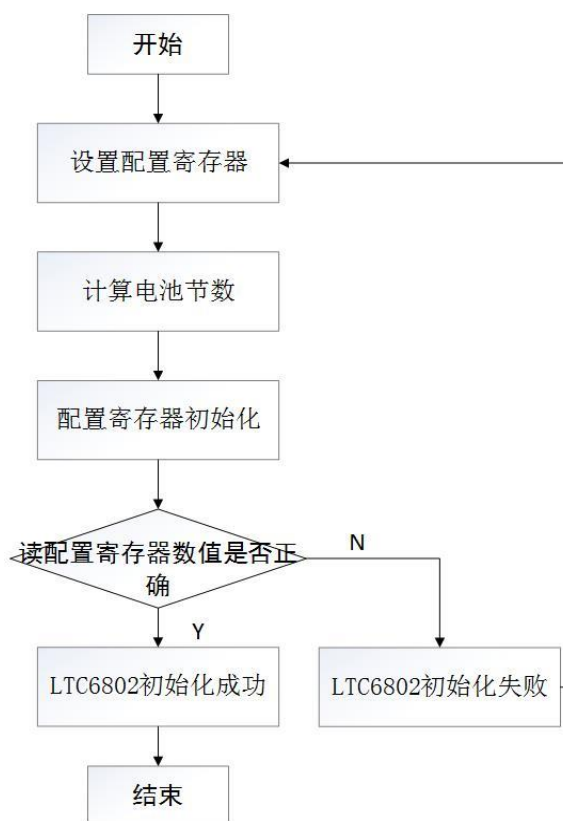 开始
设置配置寄存器
计算电池节数
配置寄存器初始化
读配置寄存器数值是否正
确
N
Y
LTC6802初始化成功
LTC6802初始化失败
结束